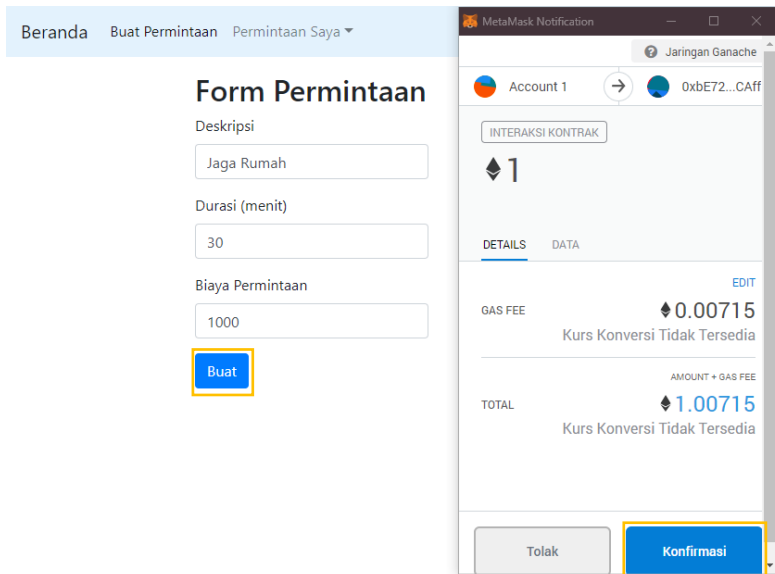 Beranda Buat Permintaan Permintaan Saya
Form Permintaan
Deskripsi
Jaga Rumah
Durasi (menit)
30
Biaya Permintaan
1000
Buat
MetaMask Notification
Jaringan Ganache
Account 1 0xbE72...CAff
INTERAKSI KONTRAK
1
DETAILS DATA
EDIT
GAS FEE 0.00715
Kurs Konversi Tidak Tersedia
AMOUNT + GAS FEE
TOTAL 1.00715
Kurs Konversi Tidak Tersedia
Tolak Konfirmasi